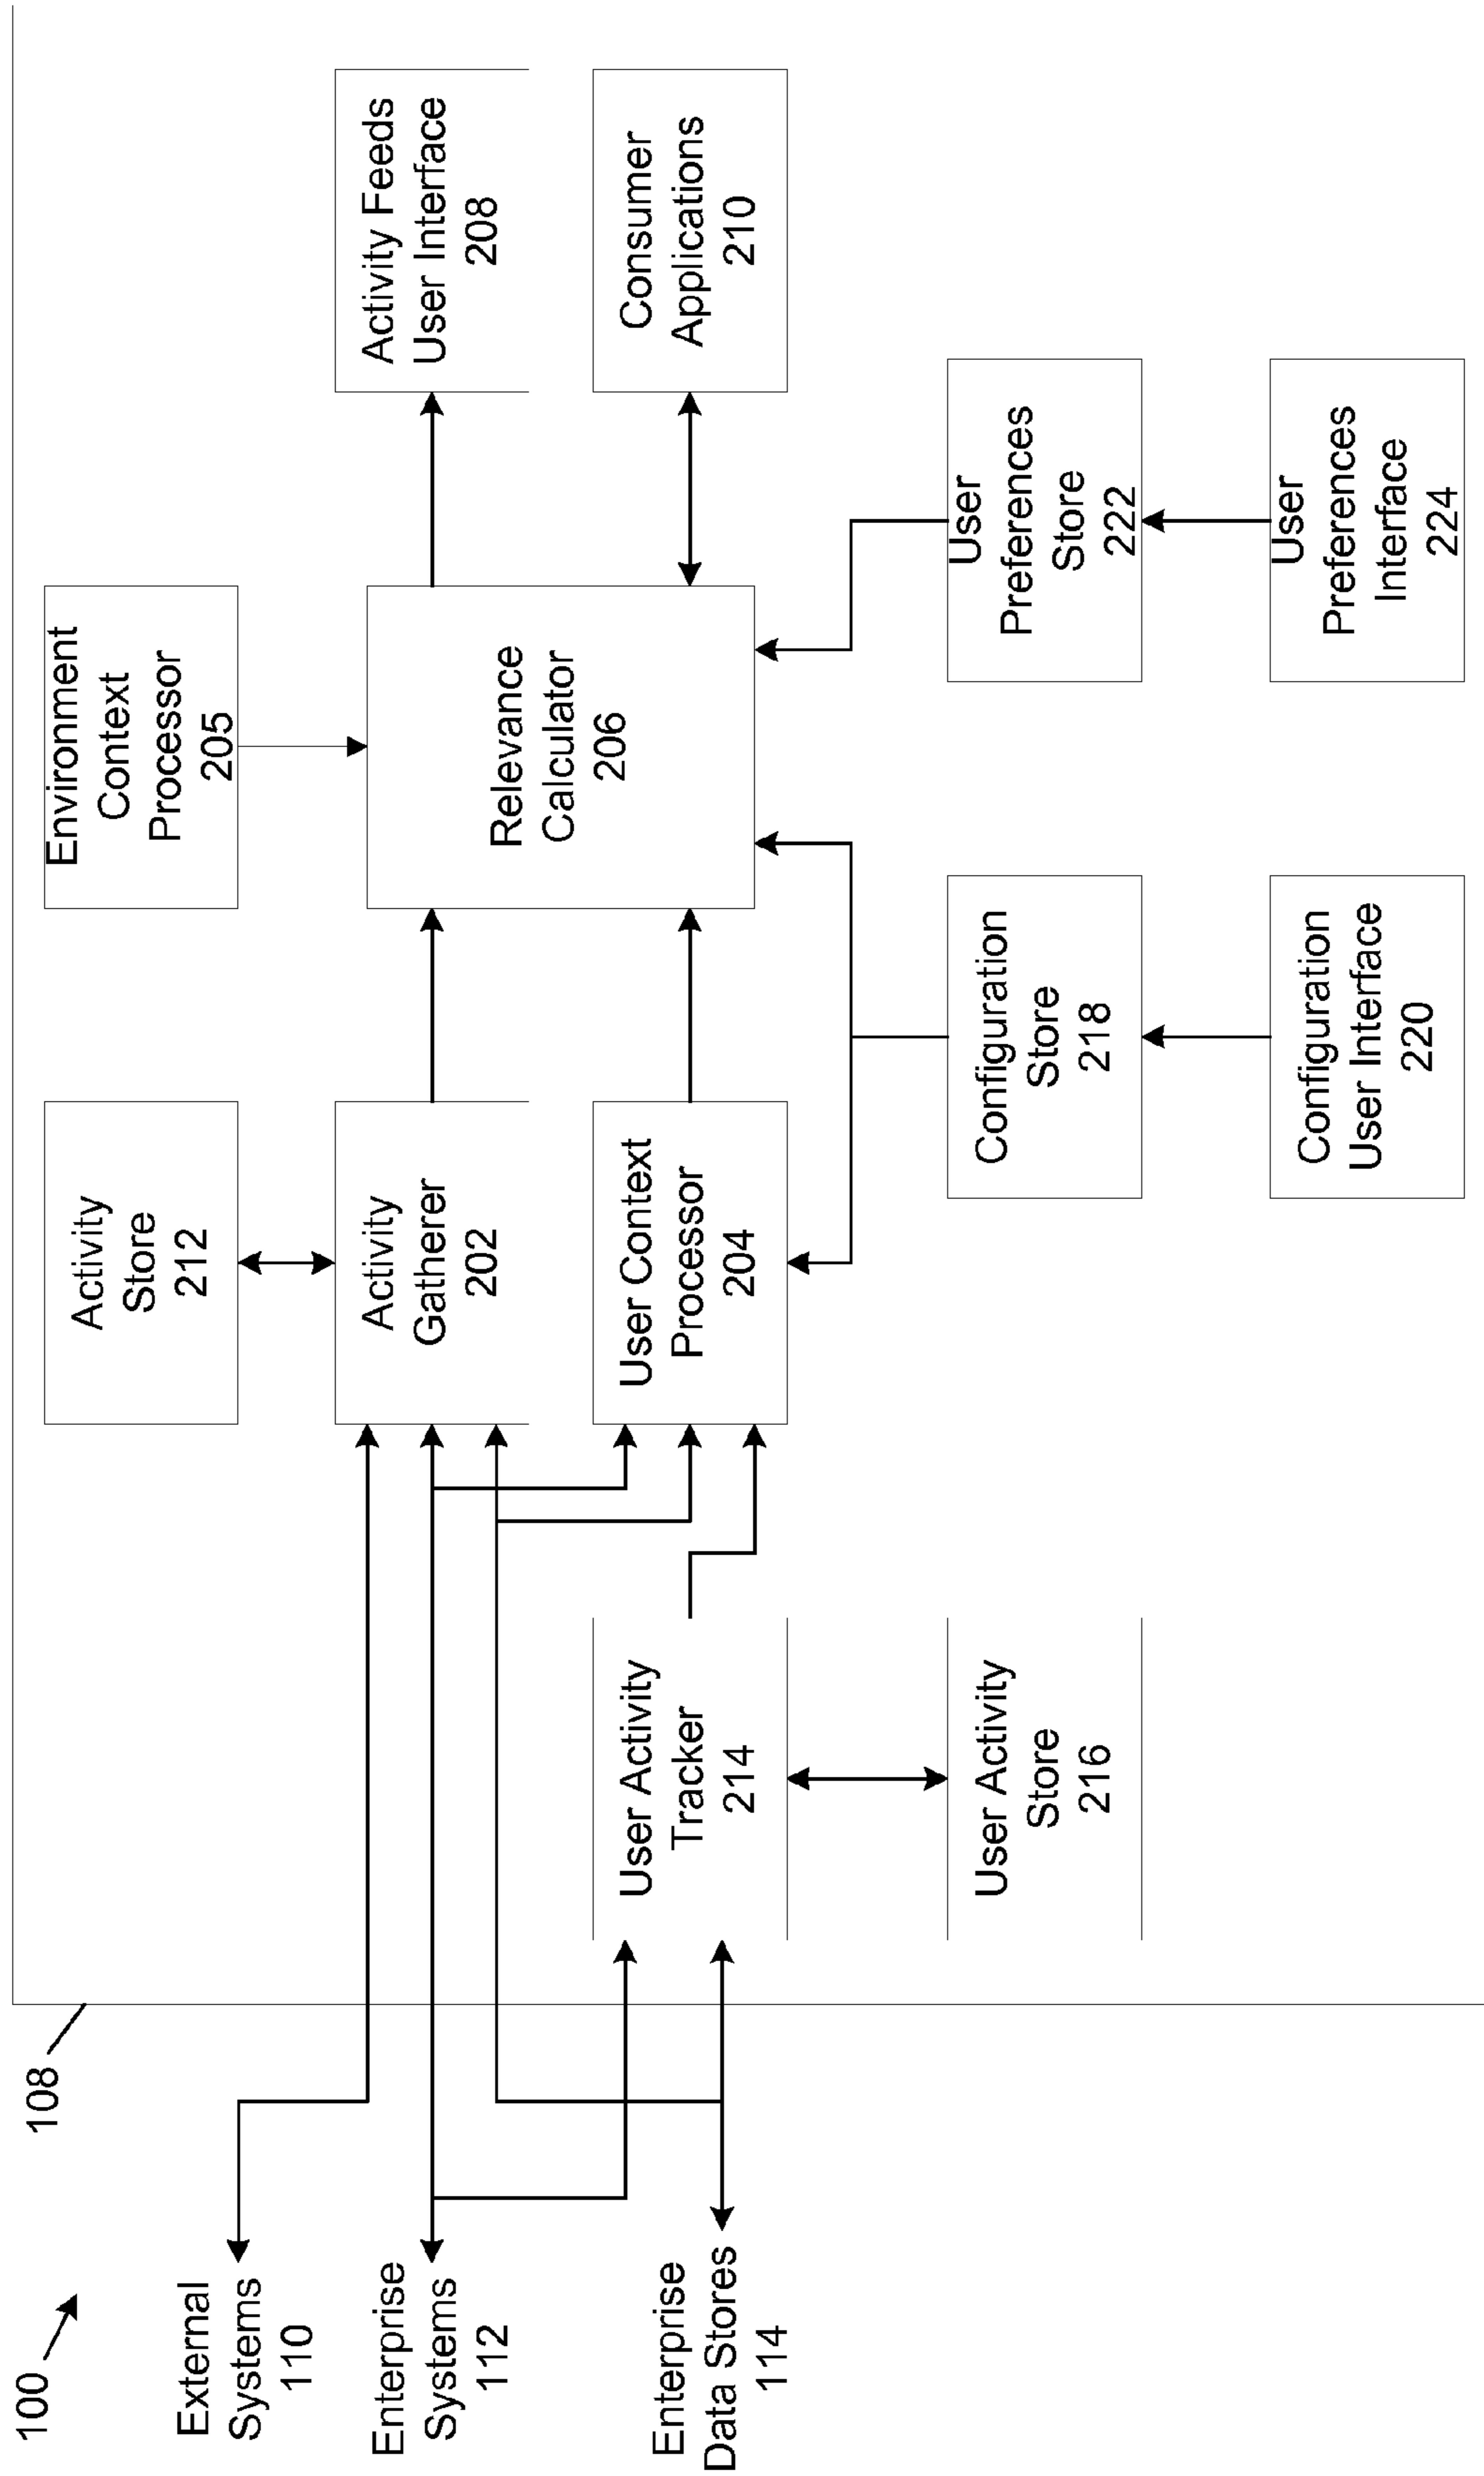 100
108
External
Systems
110
Enterprise
Systems
112
Enterprise
Data Stores
114
Activity
Store
212
Environment
Context
Processor
205
Activity
Gatherer
202
Relevance
Calculator
206
Activity Feeds
User Interface
208
User Activity
Tracker
214
User Context
Processor
204
Consumer
Applications
210
User Activity
Store
216
Configuration
Store
218
User
Preferences
Store
222
Configuration
User Interface
220
User
Preferences
Interface
224